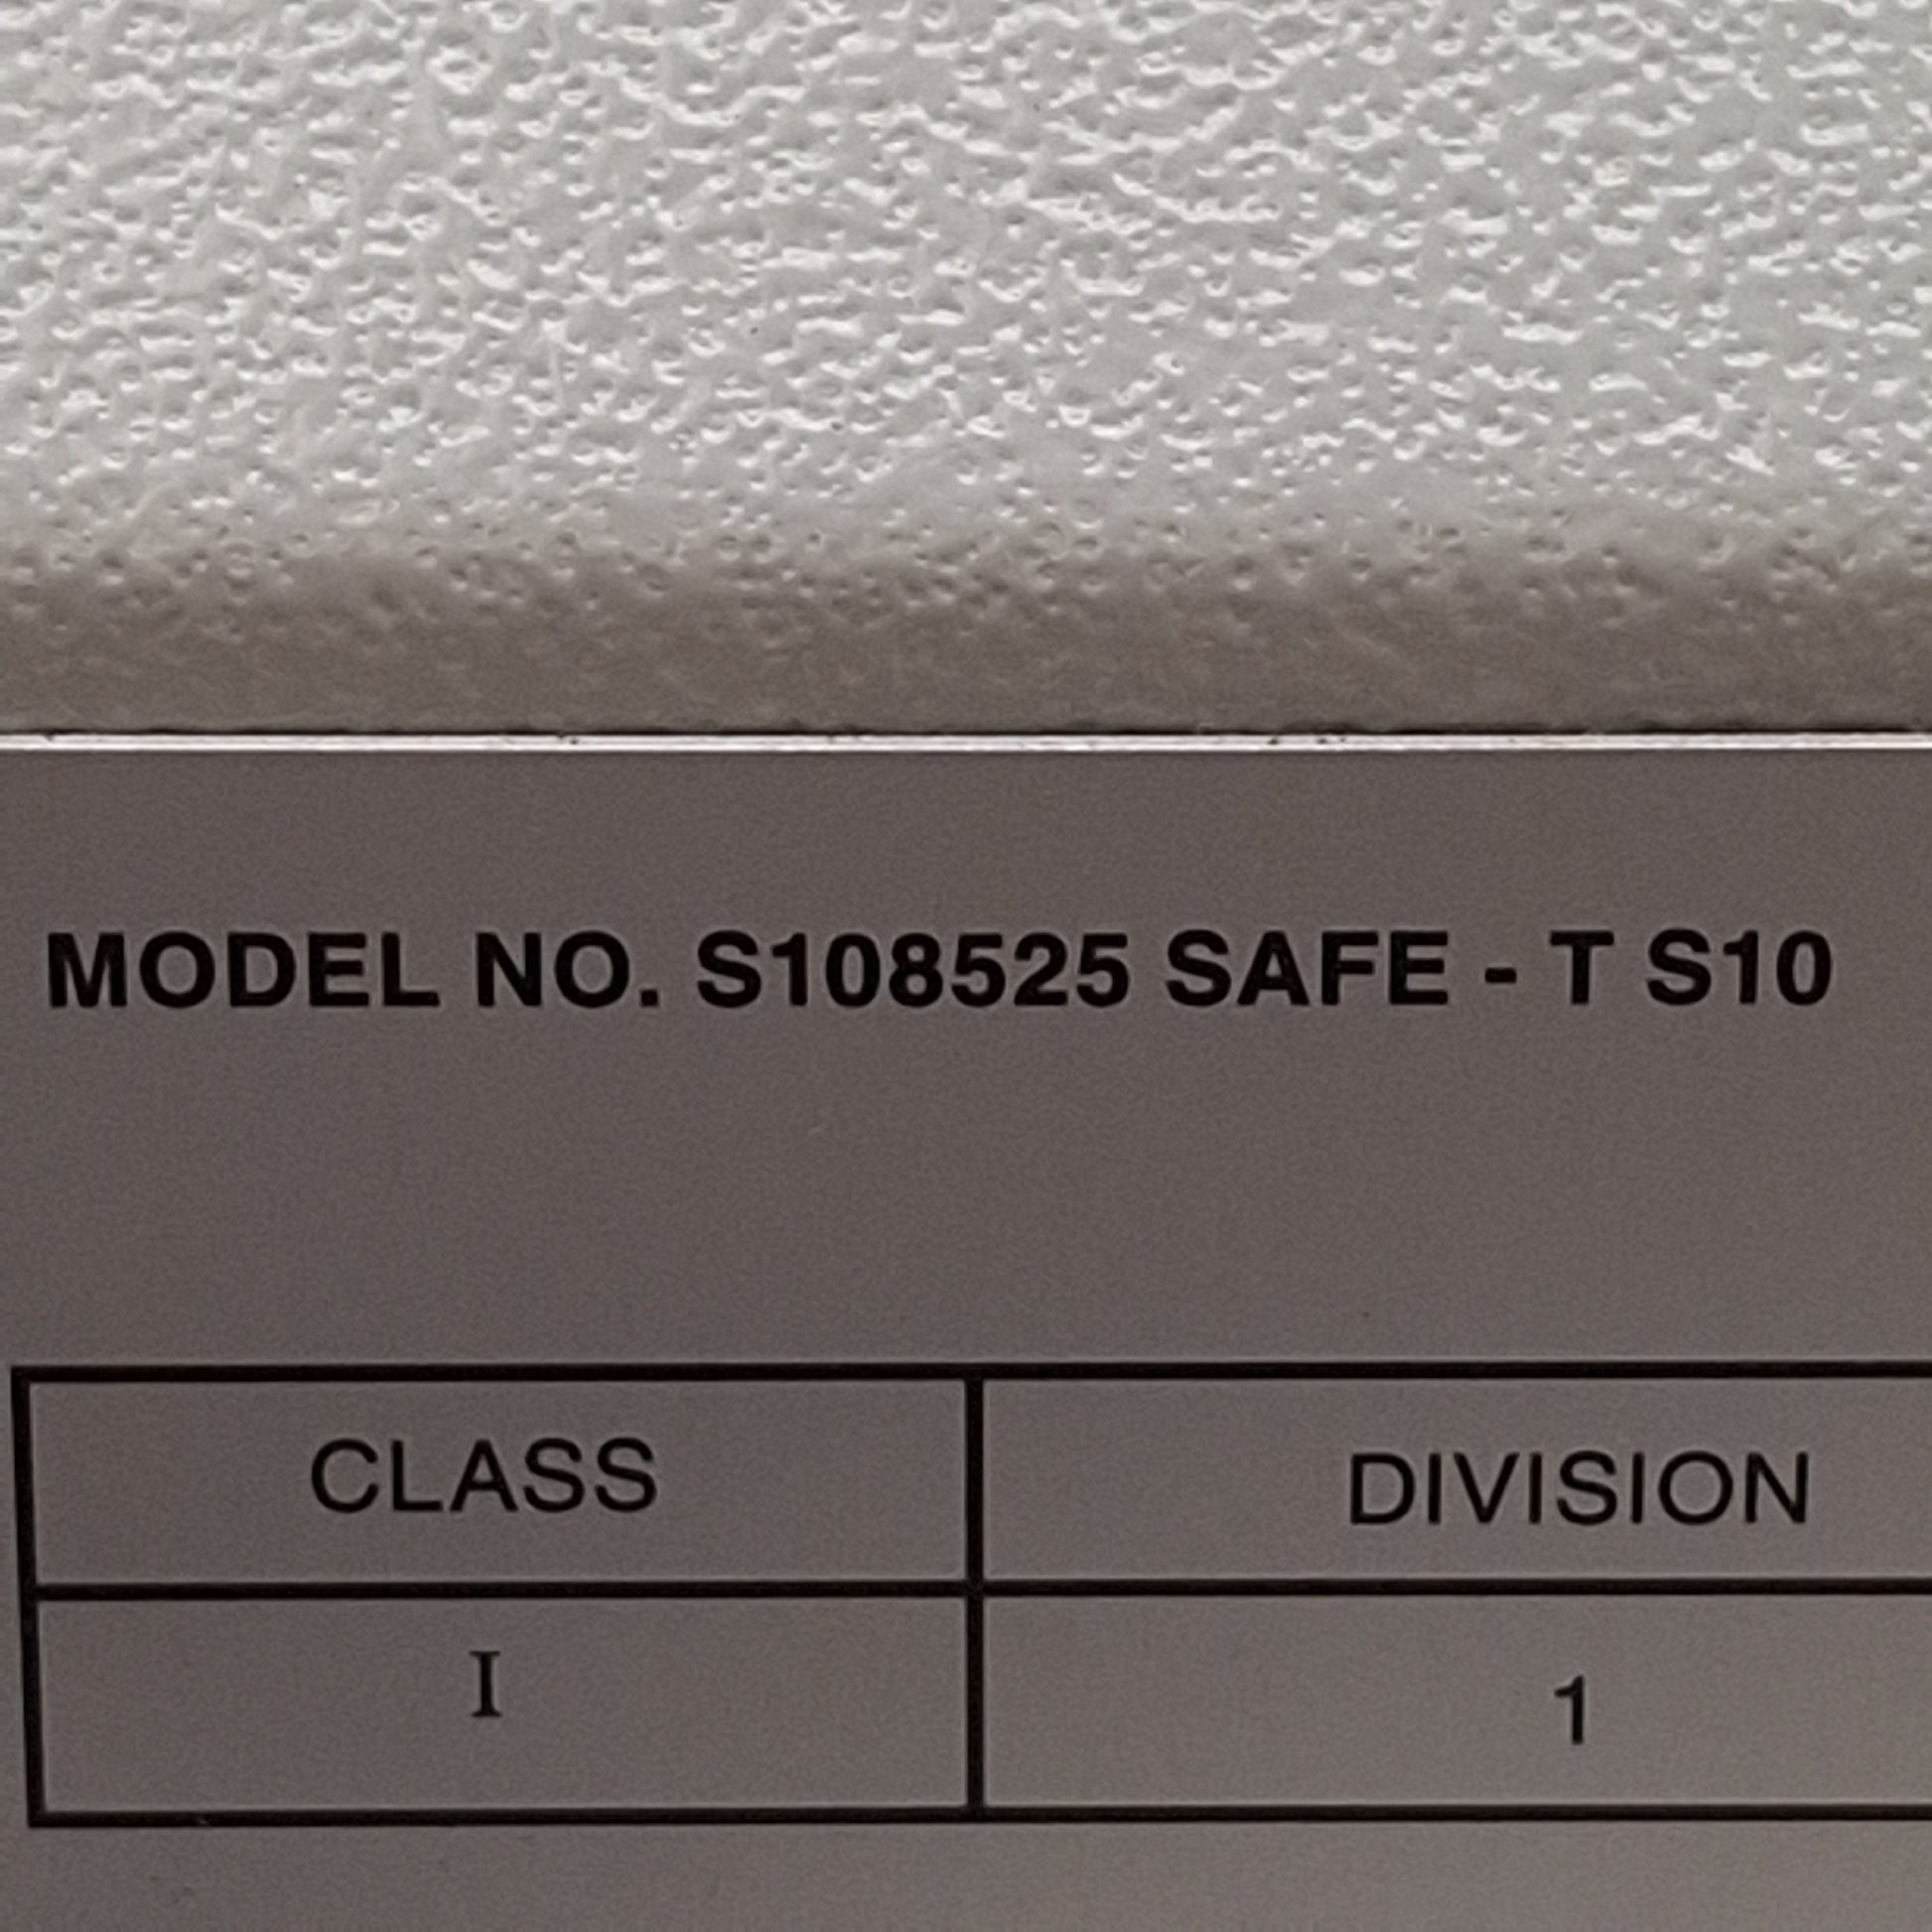 MODEL NO. S108525 SAFE - T S10
CLASS DIVISION
I 1